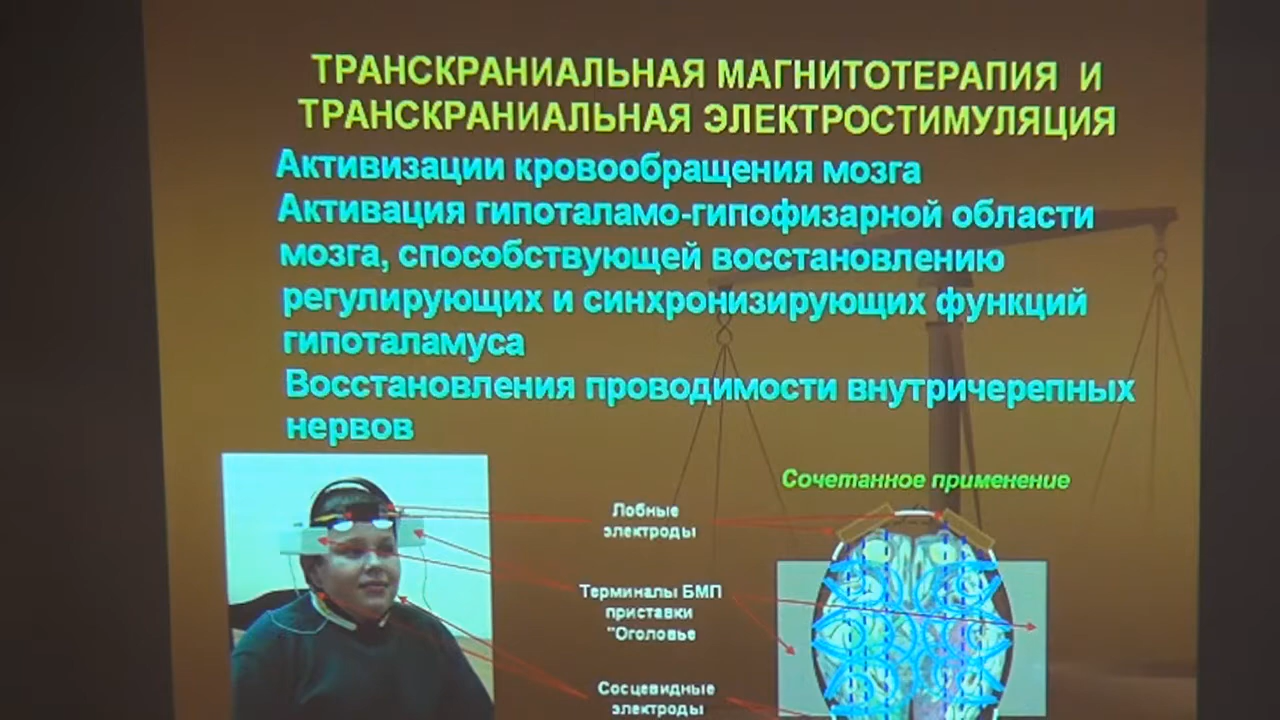 ТРАНСКРАНИАЛЬНАЯ МАГНИТОТЕРАПИЯ И
ТРАНСКРАНИАЛЬНАЯ ЭЛЕКТРОСТИМУЛЯЦИЯ
Активизации кровообращения мозга
Активация гипоталамо-гипофизарной области
мозга, способствующей восстановлению
регулирующих и синхронизирующих функций
гипоталамуса
Восстановления проводимости внутричерепных
нервов
Сочетанное применение
Лобные
электроды
Терминалы БМП
приставки
"Оголовье
Сосцевидные
электроды